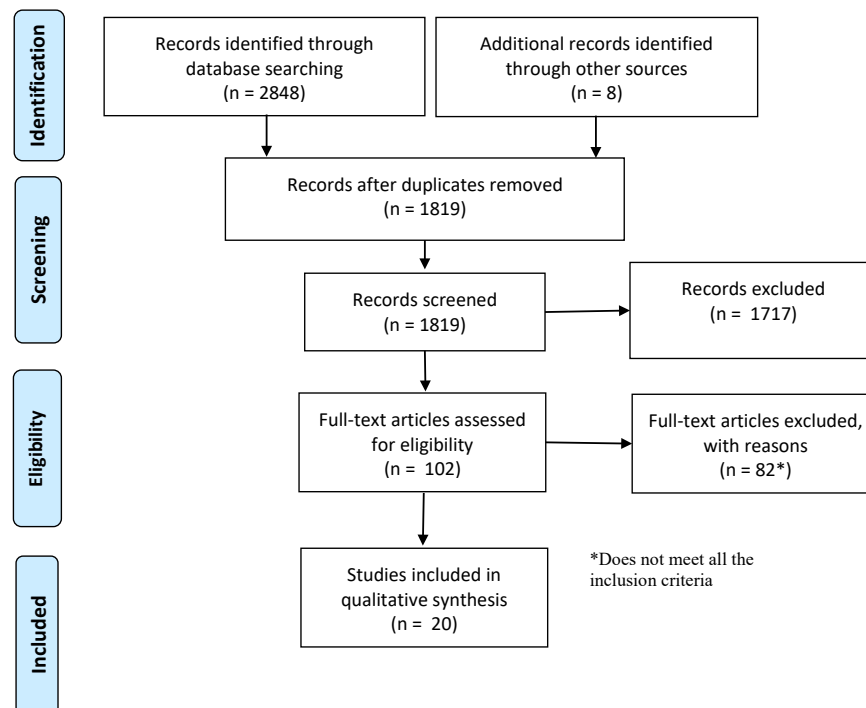 Identification
Records identified through
database searching
(n = 2848)
Additional records identified
through other sources
(n = 8)
Records after duplicates removed
(n = 1819)
Screening
Records screened
(n = 1819)
Records excluded
(n = 1717)
Eligibility
Full-text articles assessed
for eligibility
(n = 102)
Full-text articles excluded,
with reasons
(n = 82*)
Included
Studies included in
qualitative synthesis
(n = 20)
*Does not meet all the
inclusion criteria